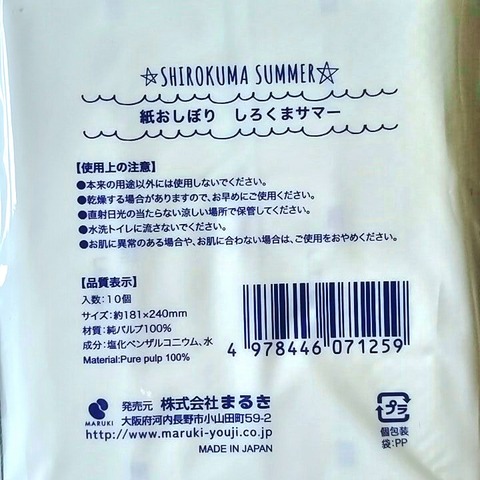 ☆SHIROKUMA SUMMER☆
紙おしぼり しろくまサマー
【使用上の注意】
●本来の用途以外には使用しないでください。
●乾燥する場合がありますので、お早めにご使用ください。
●直射日光の当たらない涼しい場所で保管してください。
●水洗トイレに流さないでください。
●お肌に異常のある場合や、お肌に合わない場合は、ご使用をおやめください。
【品質表示】
入数：10個
サイズ：約181×240mm
材質：純パルプ100%
成分：塩化ベンザルコニウム、水
Material:Pure pulp 100%
4 978446 071259
MARUKI
発売元 株式会社まるき
大阪府河内長野市小山田町59-2
http://www.maruki-youji.co.jp
MADE IN JAPAN
プラ
個包装
袋:PP